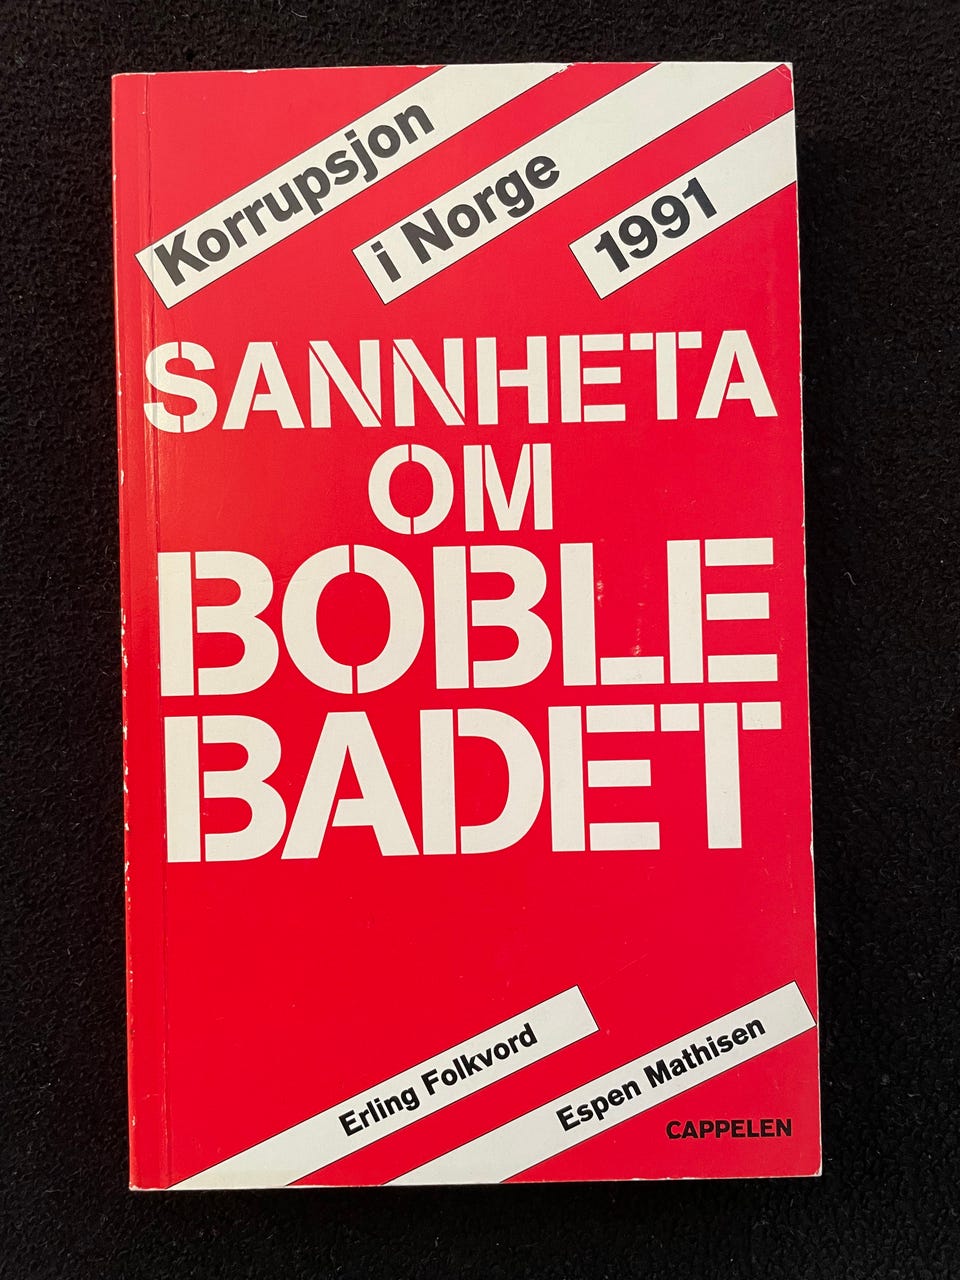 Korrupsjon
i Norge
1991
SANNHETA
OM
BOBLE
BADET
Erling Folkvord
Espen Mathisen
CAPPELEN